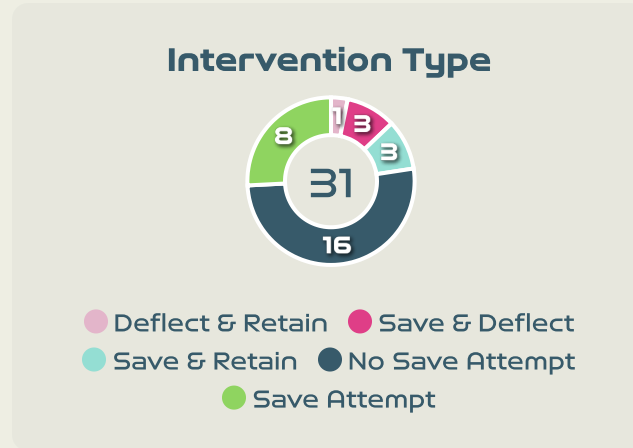 Intervention Type
1
3
8
3
31
16
Deflect & Retain Save & Deflect
Save & Retain No Save Attempt
Save Attempt